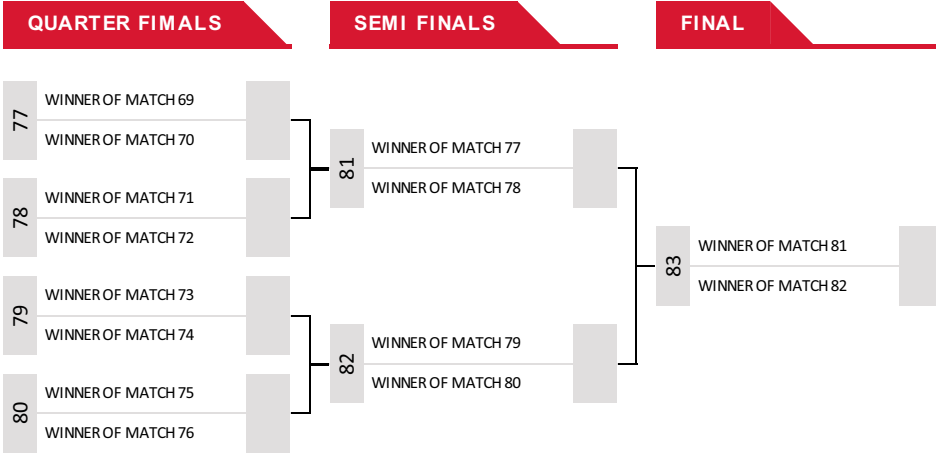 QUARTER FIMALS
SEMI FINALS
FINAL
77
WINNER OF MATCH 69
WINNER OF MATCH 70
78
WINNER OF MATCH 71
WINNER OF MATCH 72
79
WINNER OF MATCH 73
WINNER OF MATCH 74
80
WINNER OF MATCH 75
WINNER OF MATCH 76
81
WINNER OF MATCH 77
WINNER OF MATCH 78
82
WINNER OF MATCH 79
WINNER OF MATCH 80
83
WINNER OF MATCH 81
WINNER OF MATCH 82